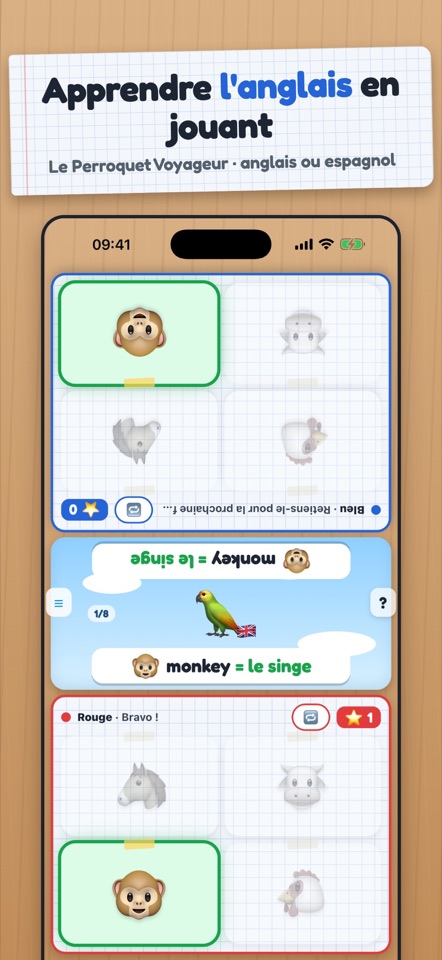 Apprendre l'anglais en
jouant
Le Perroquet Voyageur · anglais ou espagnol
09:41
0
Bleu · Retiens-le pour la prochaine f...
monkey = le singe
1/8
?
monkey = le singe
Rouge · Bravo !
1